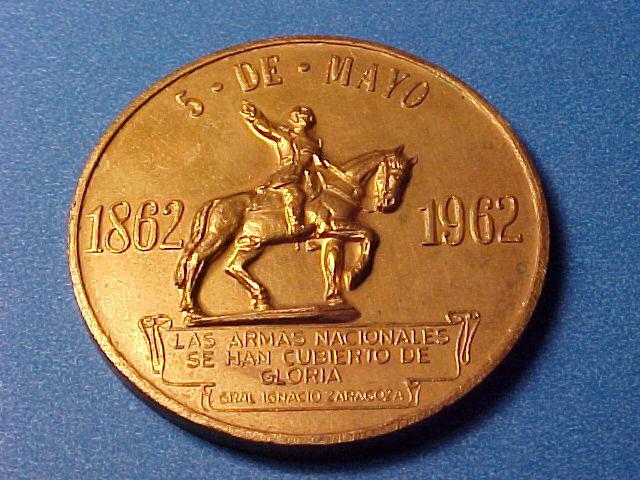 5 - DE - MAYO
1862 1962
LAS ARMAS NACIONALES
SE HAN CUBIERTO DE
GLORIA
GRAL IGNACIO ZARAGOZA